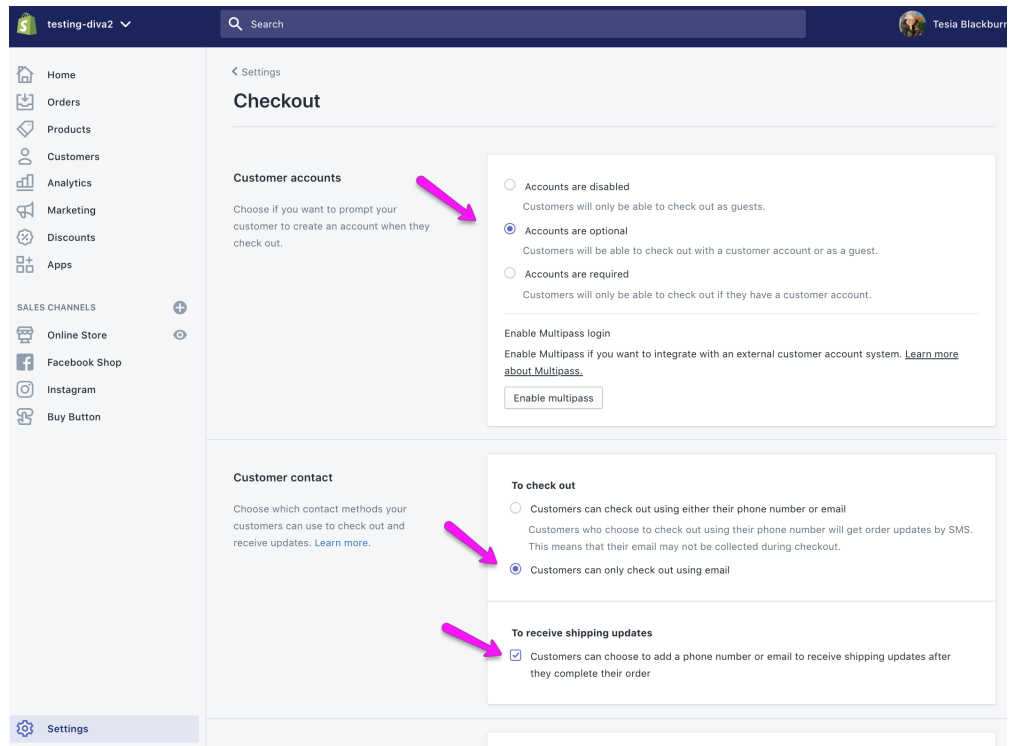 testing-diva2
Search
Tesia Blackburn
Home
Orders
Products
Customers
Analytics
Marketing
Discounts
Apps
SALES CHANNELS
Online Store
Facebook Shop
Instagram
Buy Button
Settings
Settings
Checkout
Customer accounts
Choose if you want to prompt your
customer to create an account when they
check out.
Accounts are disabled
Customers will only be able to check out as guests.
Accounts are optional
Customers will be able to check out with a customer account or as a guest.
Accounts are required
Customers will only be able to check out if they have a customer account.
Enable Multipass login
Enable Multipass if you want to integrate with an external customer account system. Learn more
about Multipass.
Enable multipass
Customer contact
Choose which contact methods your
customers can use to check out and
receive updates. Learn more.
To check out
Customers can check out using either their phone number or email
Customers who choose to check out using their phone number will get order updates by SMS.
This means that their email may not be collected during checkout.
Customers can only check out using email
To receive shipping updates
Customers can choose to add a phone number or email to receive shipping updates after
they complete their order